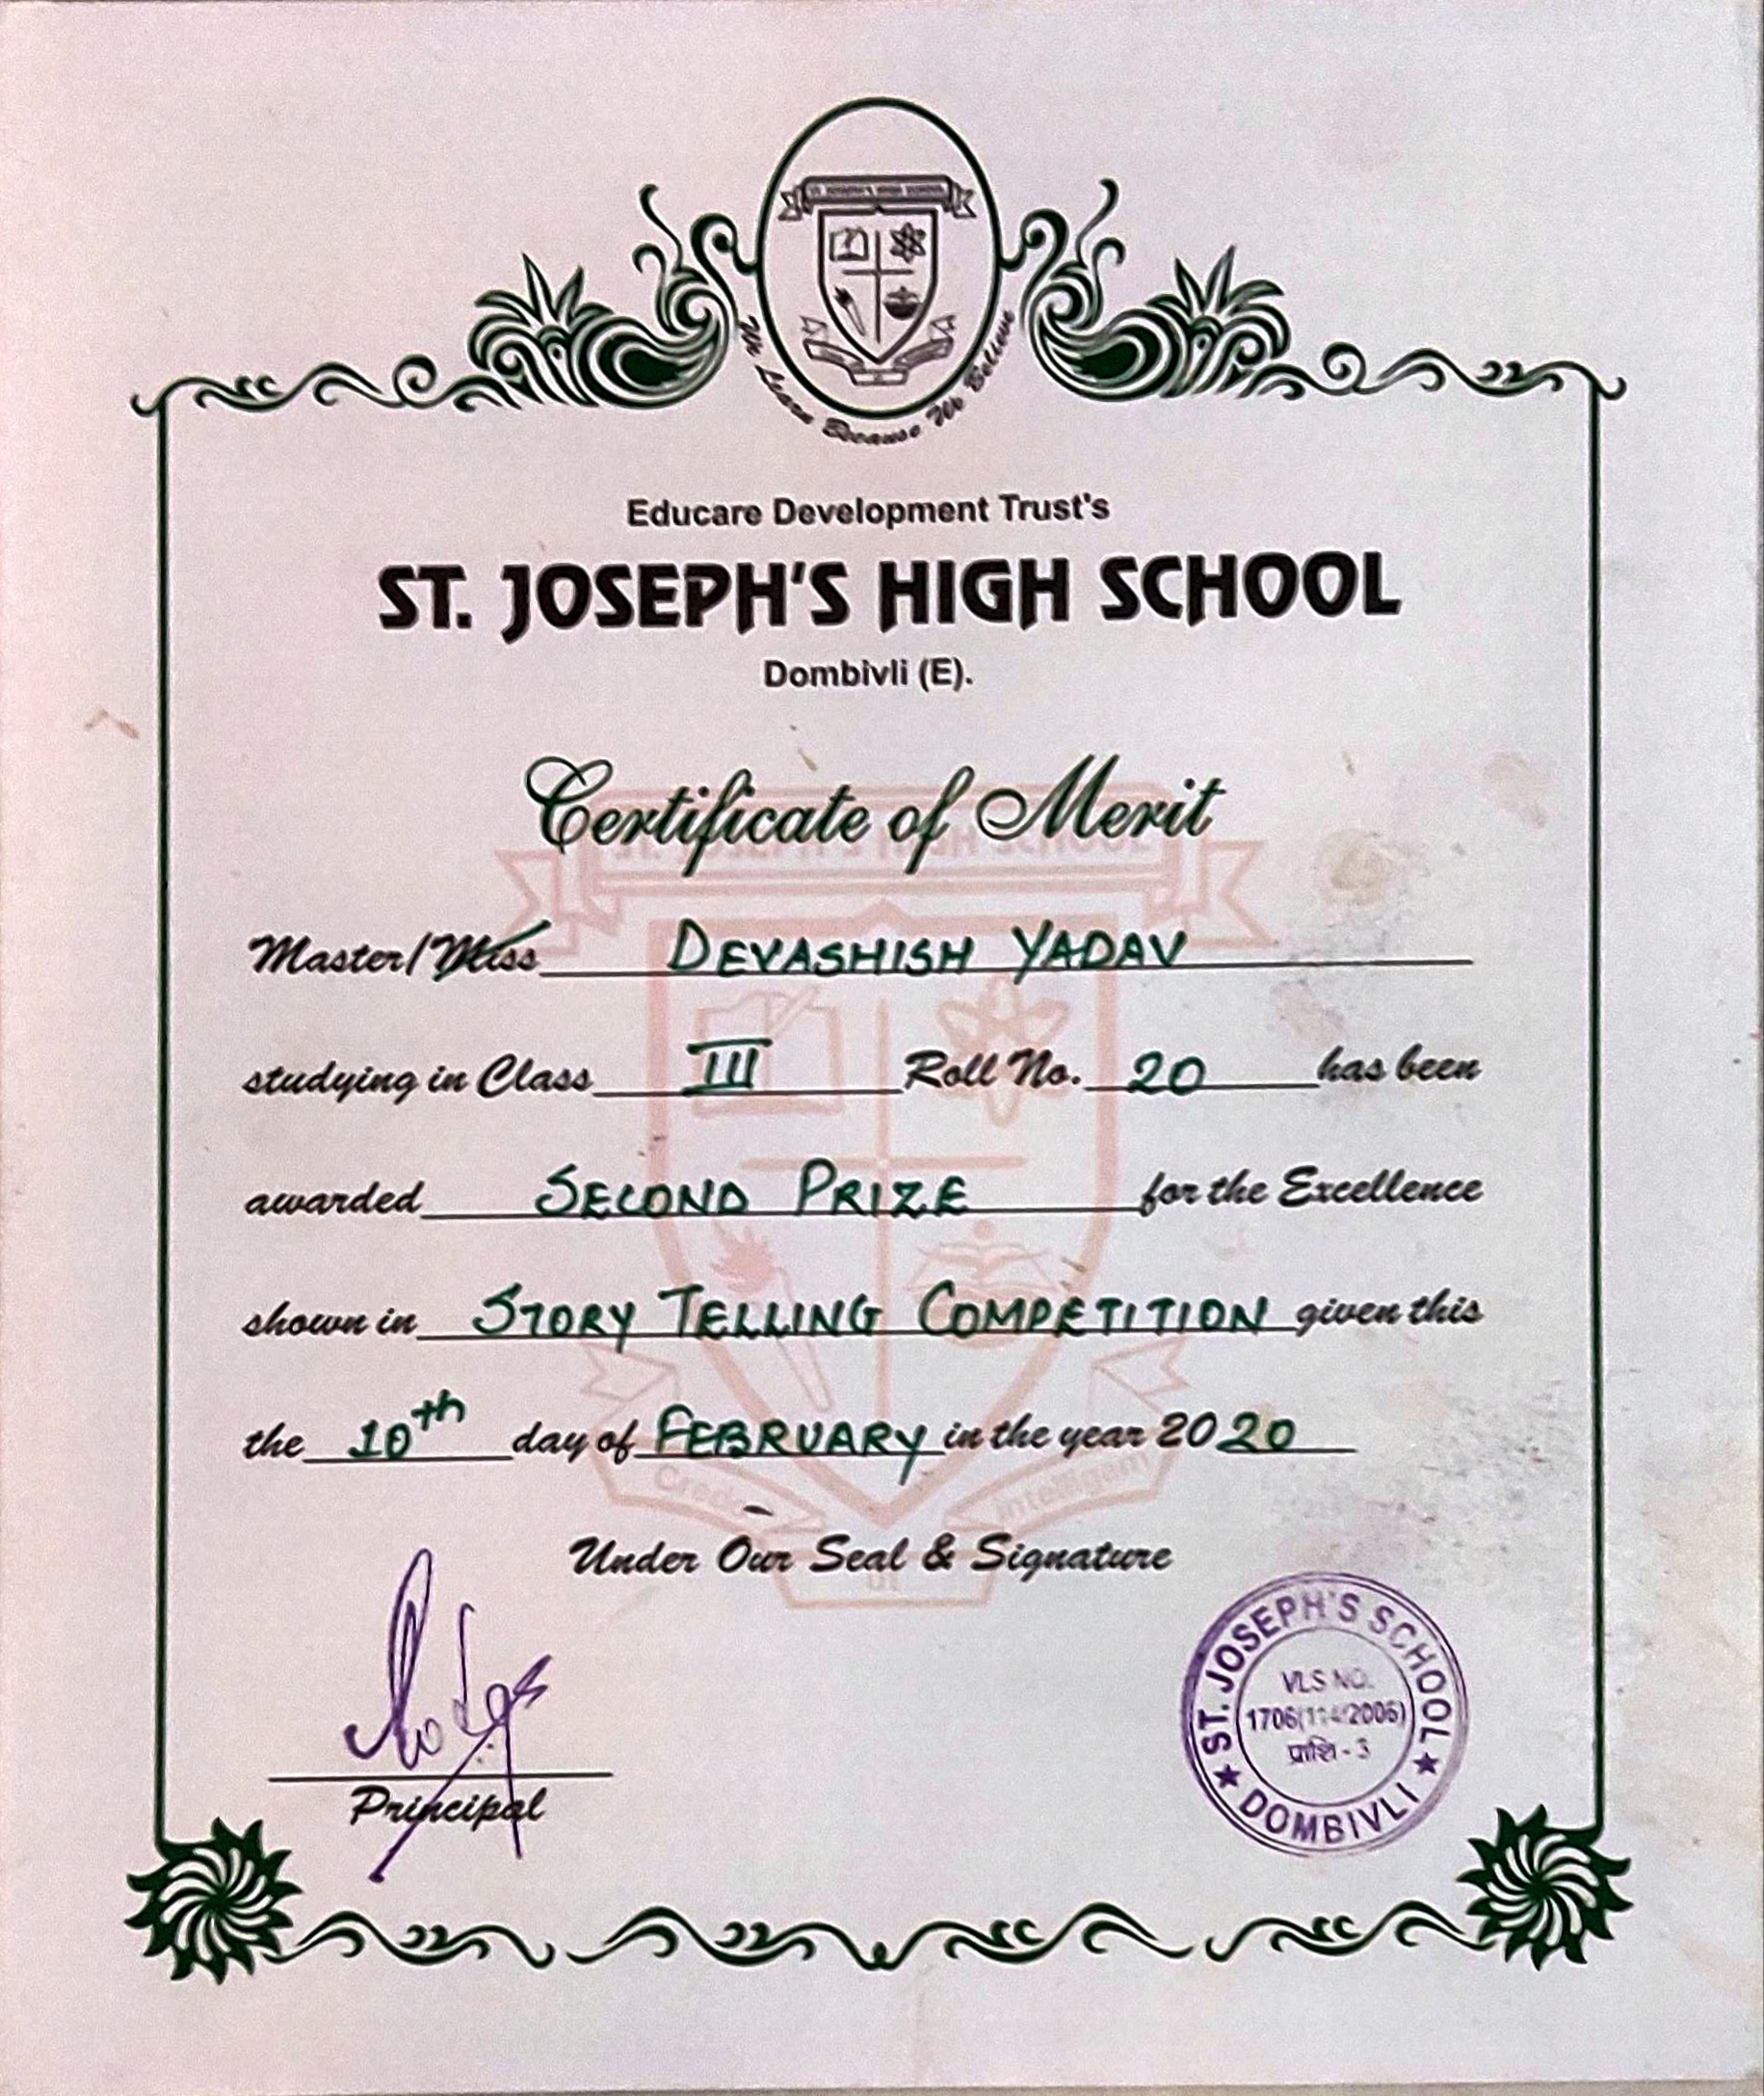 ST. JOSEPH'S HIGH SCHOOL
We Learn Because We Believe
Educare Development Trust's
ST. JOSEPH'S HIGH SCHOOL
Dombivli (E).
Certificate of Merit
Master/Miss DEVASHISH YADAV
studying in Class III Roll No. 20 has been
awarded SECOND PRIZE for the Excellence
shown in STORY TELLING COMPETITION given this
the 10th day of FEBRUARY in the year 2020
Under Our Seal & Signature
Principal
ST. JOSEPH'S SCHOOL
VLS NO.
1706(114/2006)
प्राशि - 3
★ DOMBIVLI ★